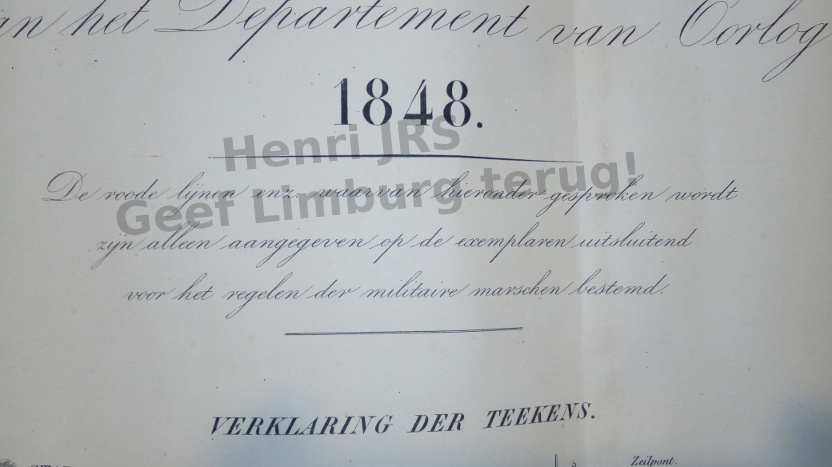 an het Departement van Oorlog
1848.
Henri JRS
De roode lijnen enz. waarvan hieronder gesproken wordt
Geef Limburg terug!
zijn alleen aangegeven op de exemplaren uitsluitend
voor het regelen der militaire marschen bestemd.
VERKLARING DER TEEKENS.
Zeilpont.